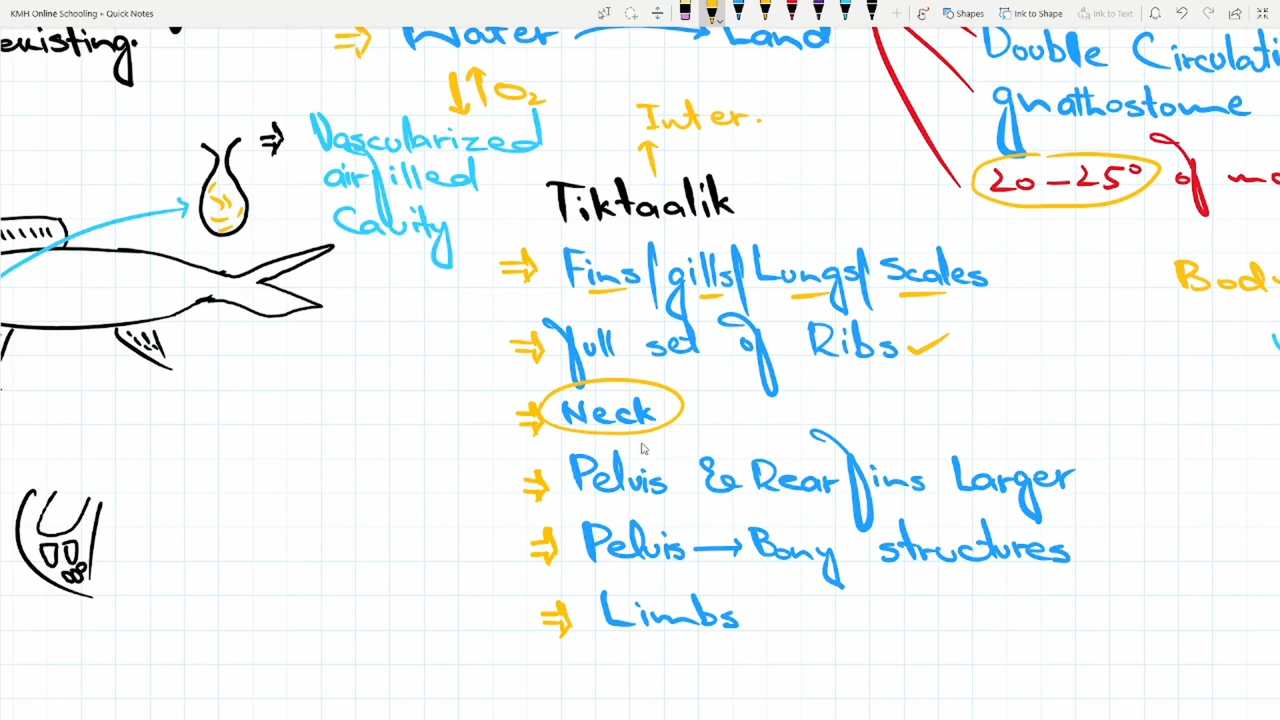 KMH Online Schooling • Quick Notes
Shapes
Ink to Shape
Ink to Text
existing.
Water → Land
O2
Vascularized
air filled
Cavity
Inter.
Tiktaalik
Fins/gills/Lungs/Scales
full set of Ribs
Neck
Pelvis & Rear fins Larger
Pelvis → Bony structures
Limbs
Double Circulati
gnathostome
20-25° of
Body